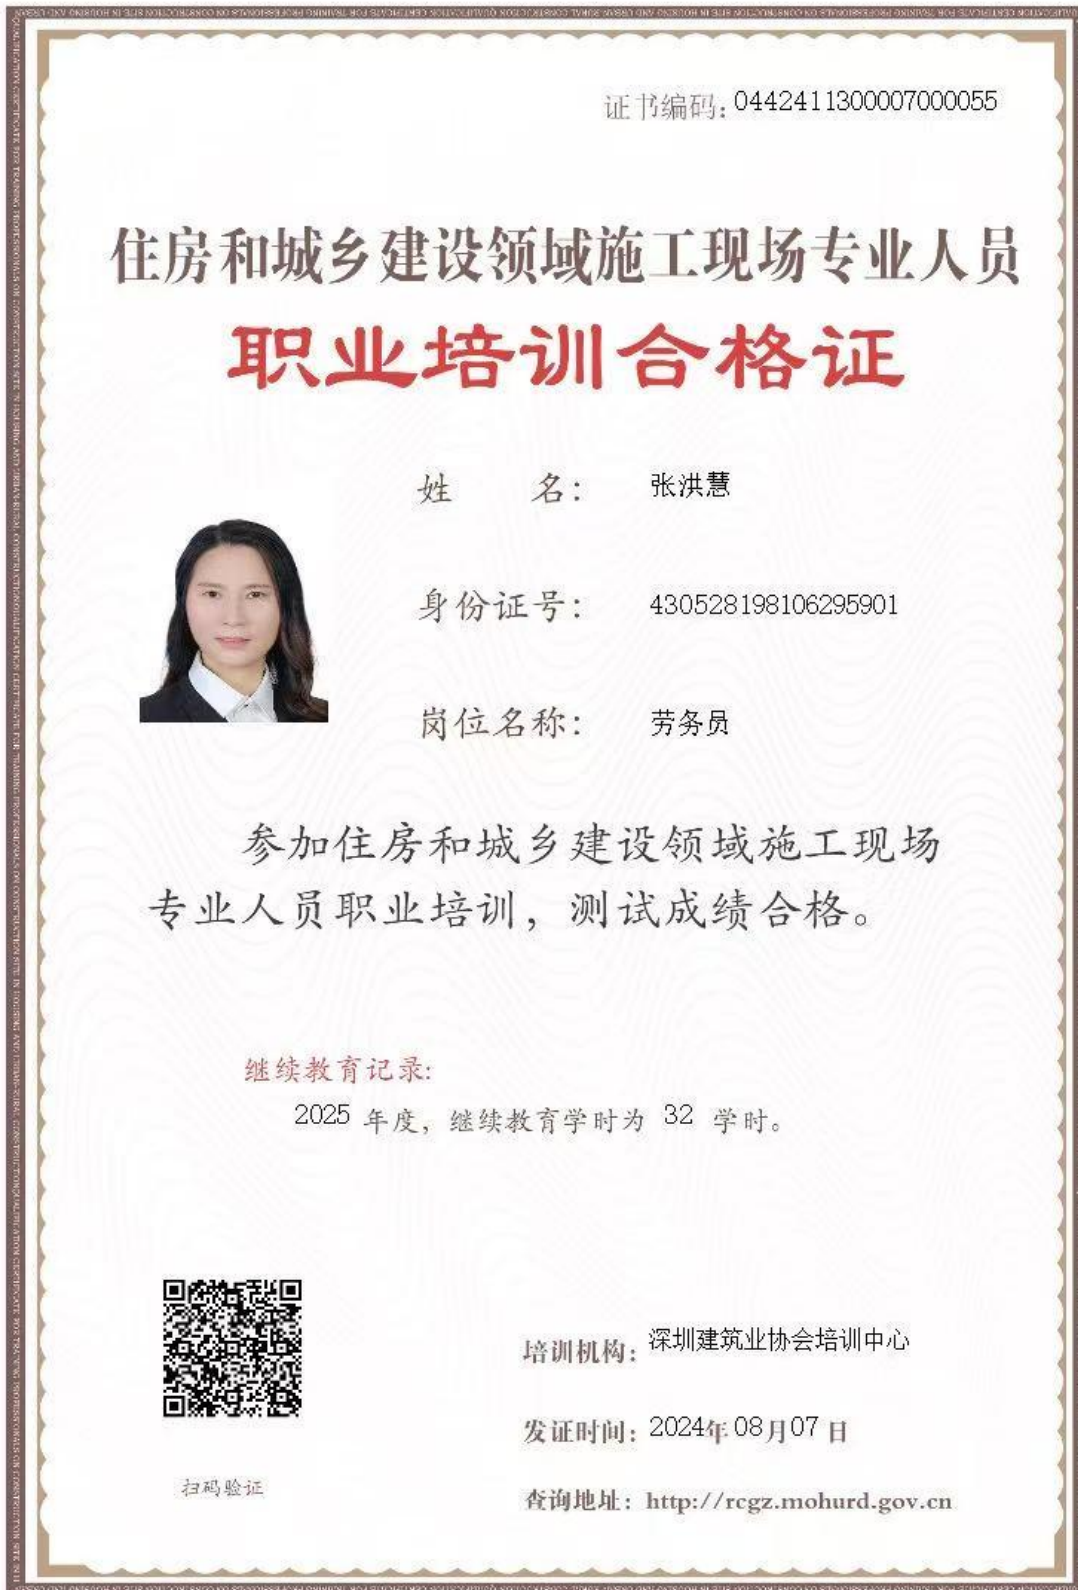 证书编码：0442411300007000055
住房和城乡建设领域施工现场专业人员
职业培训合格证
姓 名： 张洪慧
身份证号： 430528198106295901
岗位名称： 劳务员
参加住房和城乡建设领域施工现场
专业人员职业培训，测试成绩合格。
继续教育记录:
2025 年度，继续教育学时为 32 学时。
培训机构：深圳建筑业协会培训中心
发证时间：2024年08月07日
扫码验证
查询地址：http://rcgz.mohurd.gov.cn